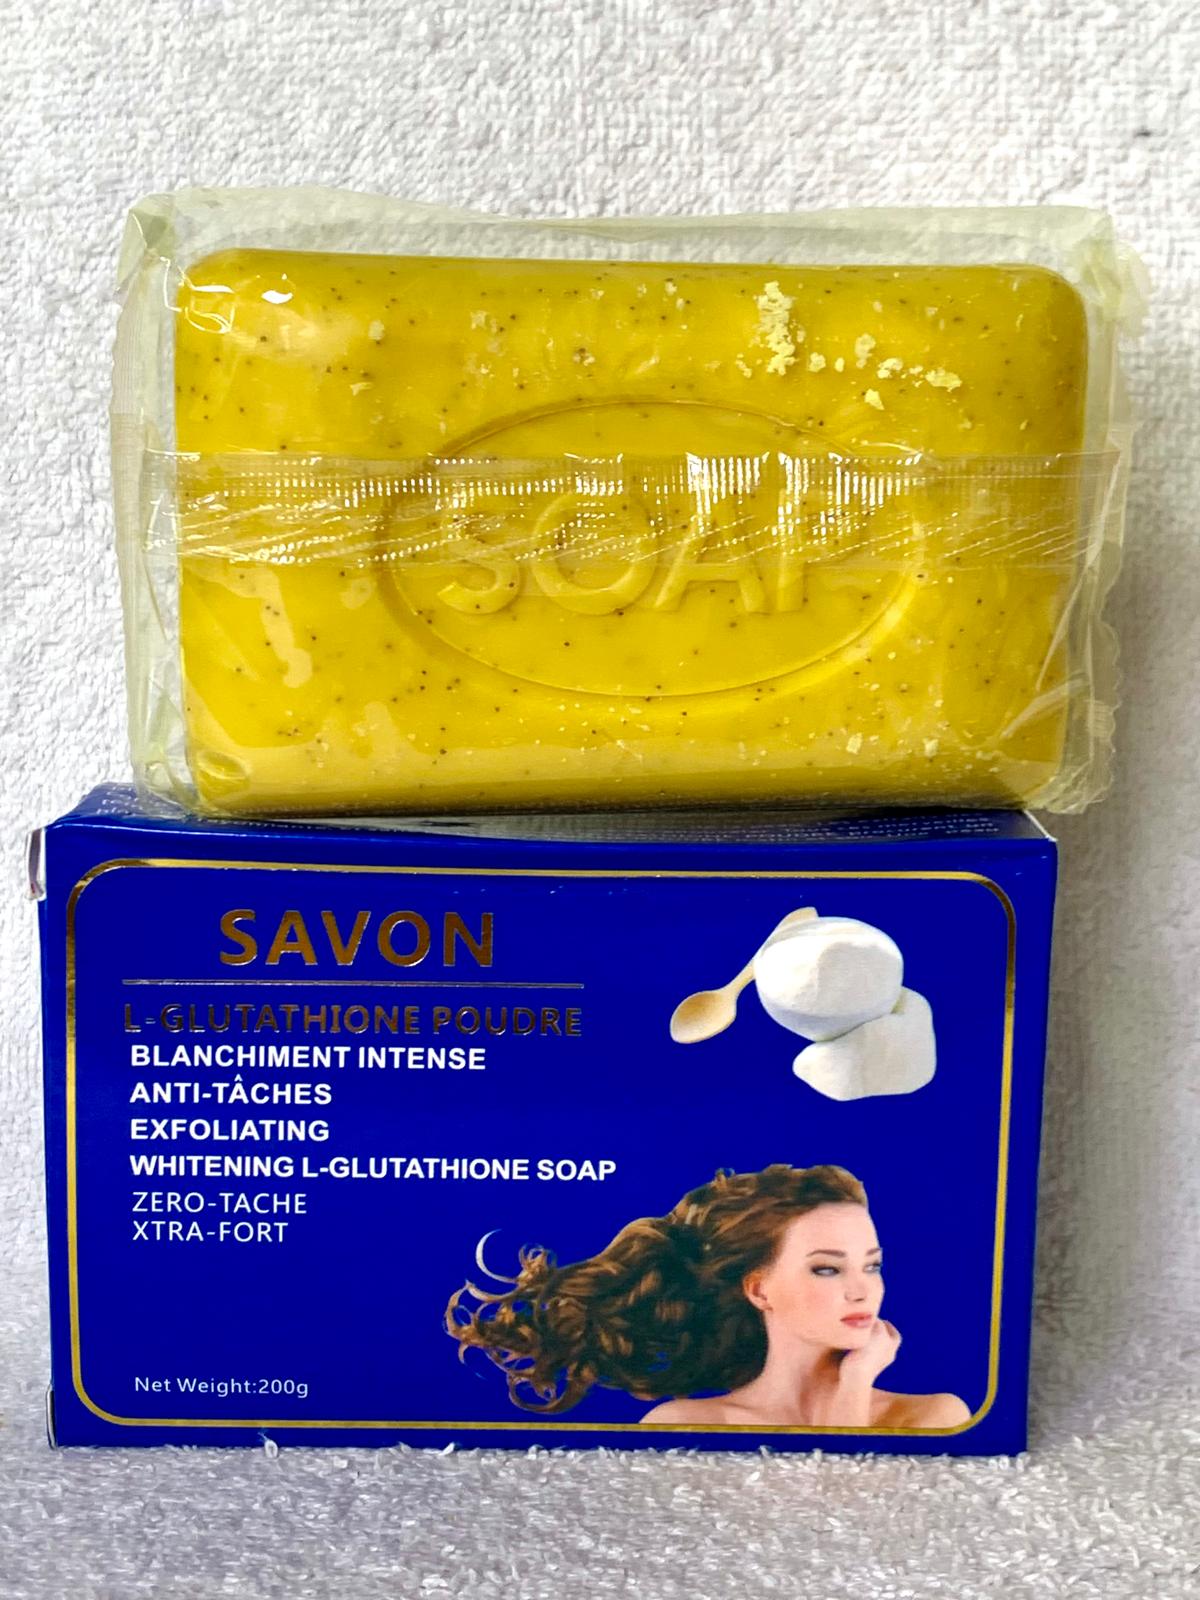 SOAP
SAVON
L-GLUTATHIONE POUDRE
BLANCHIMENT INTENSE
ANTI-TÂCHES
EXFOLIATING
WHITENING L-GLUTATHIONE SOAP
ZERO-TACHE
XTRA-FORT
Net Weight:200g